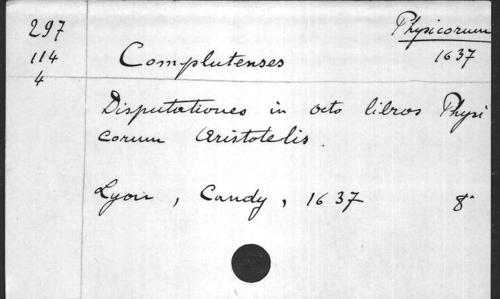 297
114
4
Physicorum
1637
Complutenses
Disputationes in octo libros Physi
corum Aristotelis.
Lyon, Candy, 1637 8°